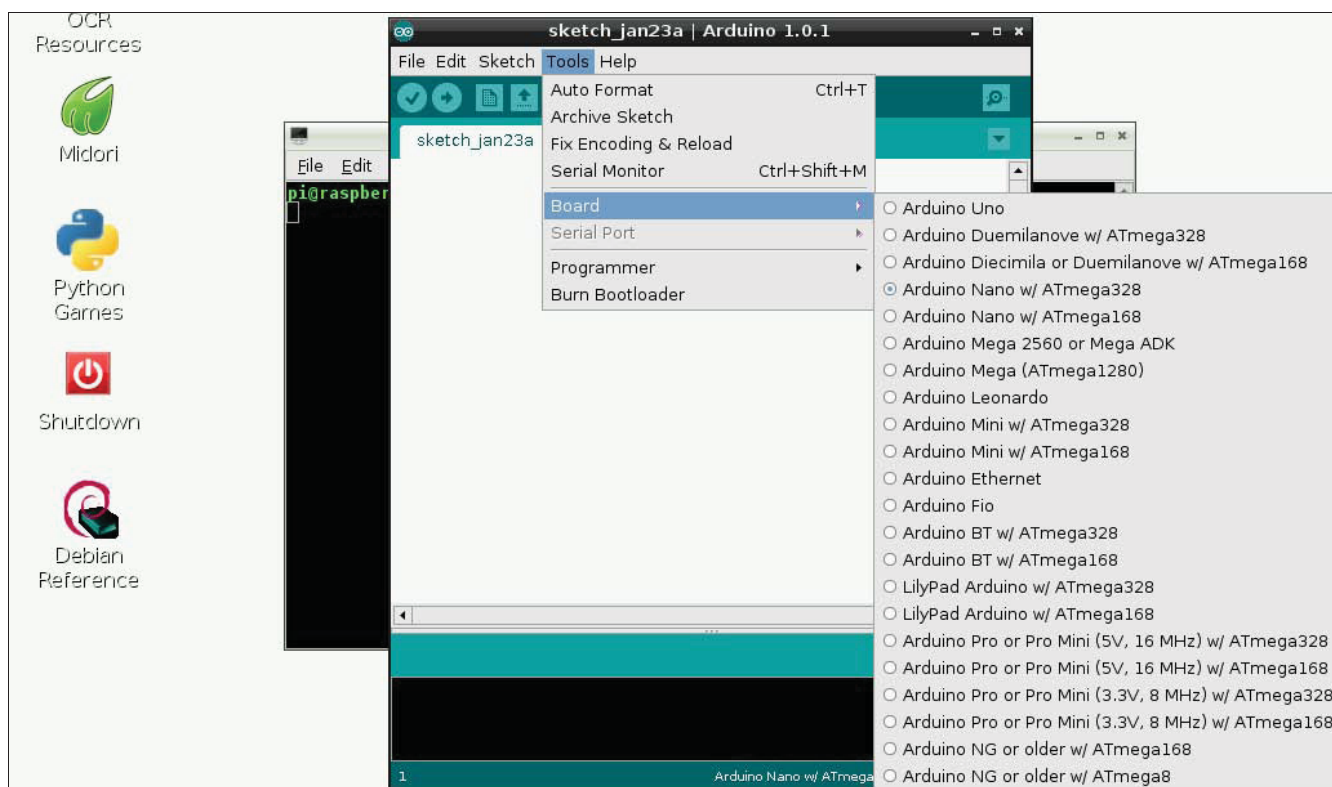 OCR
Resources
Midori
Python
Games
Shutdown
Debian
Reference
File Edit
pi@raspber
sketch_jan23a | Arduino 1.0.1
File Edit Sketch Tools Help
sketch_jan23a
Auto Format Ctrl+T
Archive Sketch
Fix Encoding & Reload
Serial Monitor Ctrl+Shift+M
Board
Serial Port
Programmer
Burn Bootloader
Arduino Uno
Arduino Duemilanove w/ ATmega328
Arduino Diecimila or Duemilanove w/ ATmega168
Arduino Nano w/ ATmega328
Arduino Nano w/ ATmega168
Arduino Mega 2560 or Mega ADK
Arduino Mega (ATmega1280)
Arduino Leonardo
Arduino Mini w/ ATmega328
Arduino Mini w/ ATmega168
Arduino Ethernet
Arduino Fio
Arduino BT w/ ATmega328
Arduino BT w/ ATmega168
LilyPad Arduino w/ ATmega328
LilyPad Arduino w/ ATmega168
Arduino Pro or Pro Mini (5V, 16 MHz) w/ ATmega328
Arduino Pro or Pro Mini (5V, 16 MHz) w/ ATmega168
Arduino Pro or Pro Mini (3.3V, 8 MHz) w/ ATmega328
Arduino Pro or Pro Mini (3.3V, 8 MHz) w/ ATmega168
Arduino NG or older w/ ATmega168
Arduino NG or older w/ ATmega8
1 Arduino Nano w/ ATmega